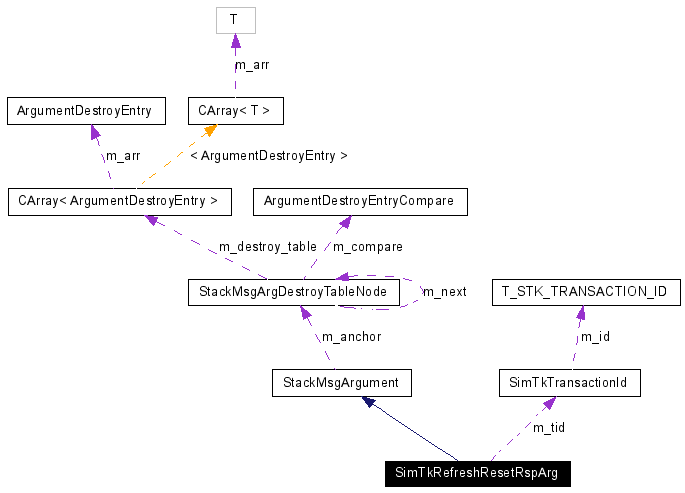 T
m_arr
ArgumentDestroyEntry
CArray< T >
m_arr
< ArgumentDestroyEntry >
CArray< ArgumentDestroyEntry >
ArgumentDestroyEntryCompare
m_destroy_table
m_compare
StackMsgArgDestroyTableNode
m_next
T_STK_TRANSACTION_ID
m_anchor
m_id
StackMsgArgument
SimTkTransactionId
m_tid
SimTkRefreshResetRspArg